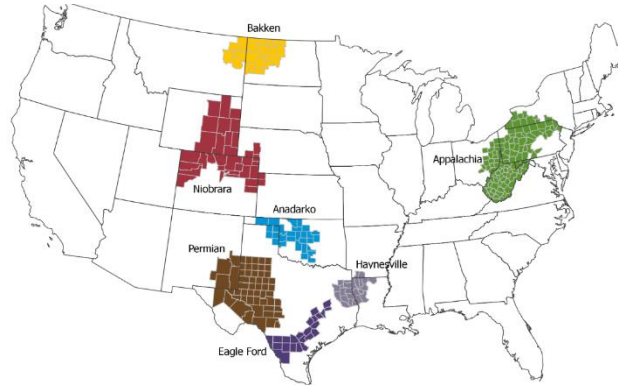 Bakken
Appalachia
Niobrara
Anadarko
Permian
Haynesville
Eagle Ford